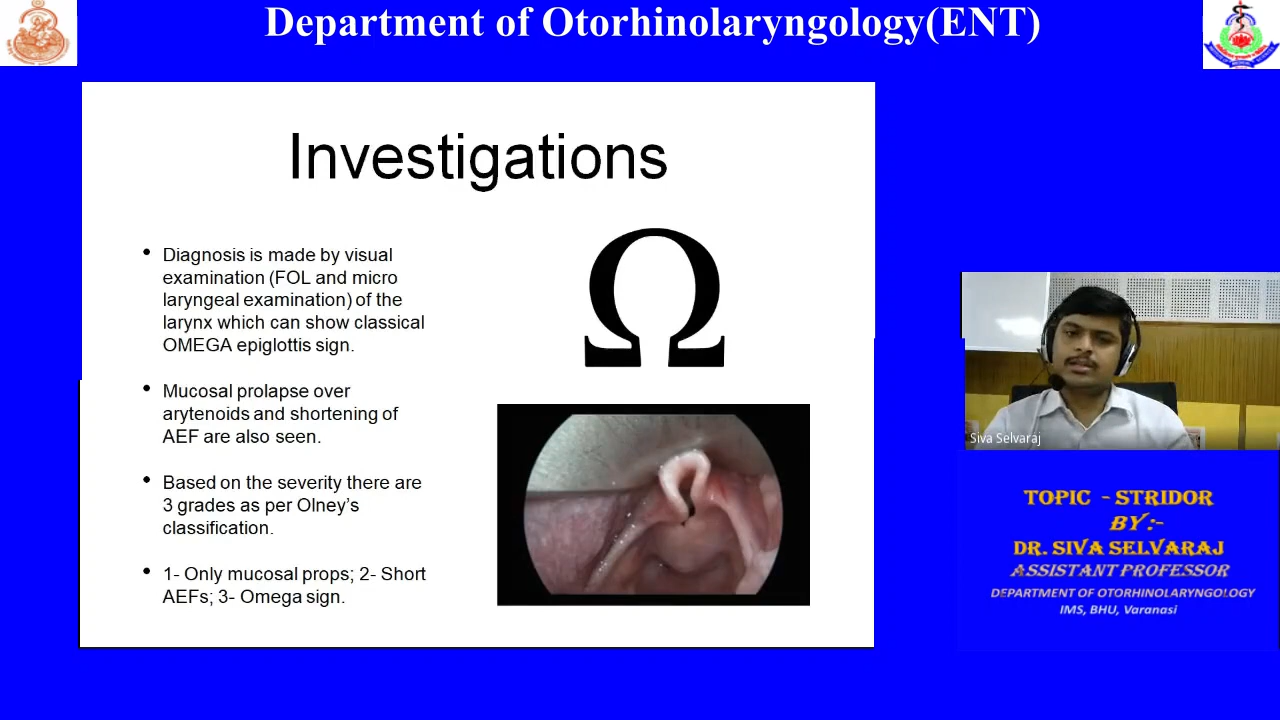 Department of Otorhinolaryngology(ENT)
Investigations
• Diagnosis is made by visual
examination (FOL and micro
laryngeal examination) of the
larynx which can show classical
OMEGA epiglottis sign.
• Mucosal prolapse over
arytenoids and shortening of
AEF are also seen.
• Based on the severity there are
3 grades as per Olney’s
classification.
• 1- Only mucosal props; 2- Short
AEFs; 3- Omega sign.
Ω
Siva Selvaraj
TOPIC - STRIDOR
BY:-
DR. SIVA SELVARAJ
ASSISTANT PROFESSOR
DEPARTMENT OF OTORHINOLARYNGOLOGY
IMS, BHU, Varanasi